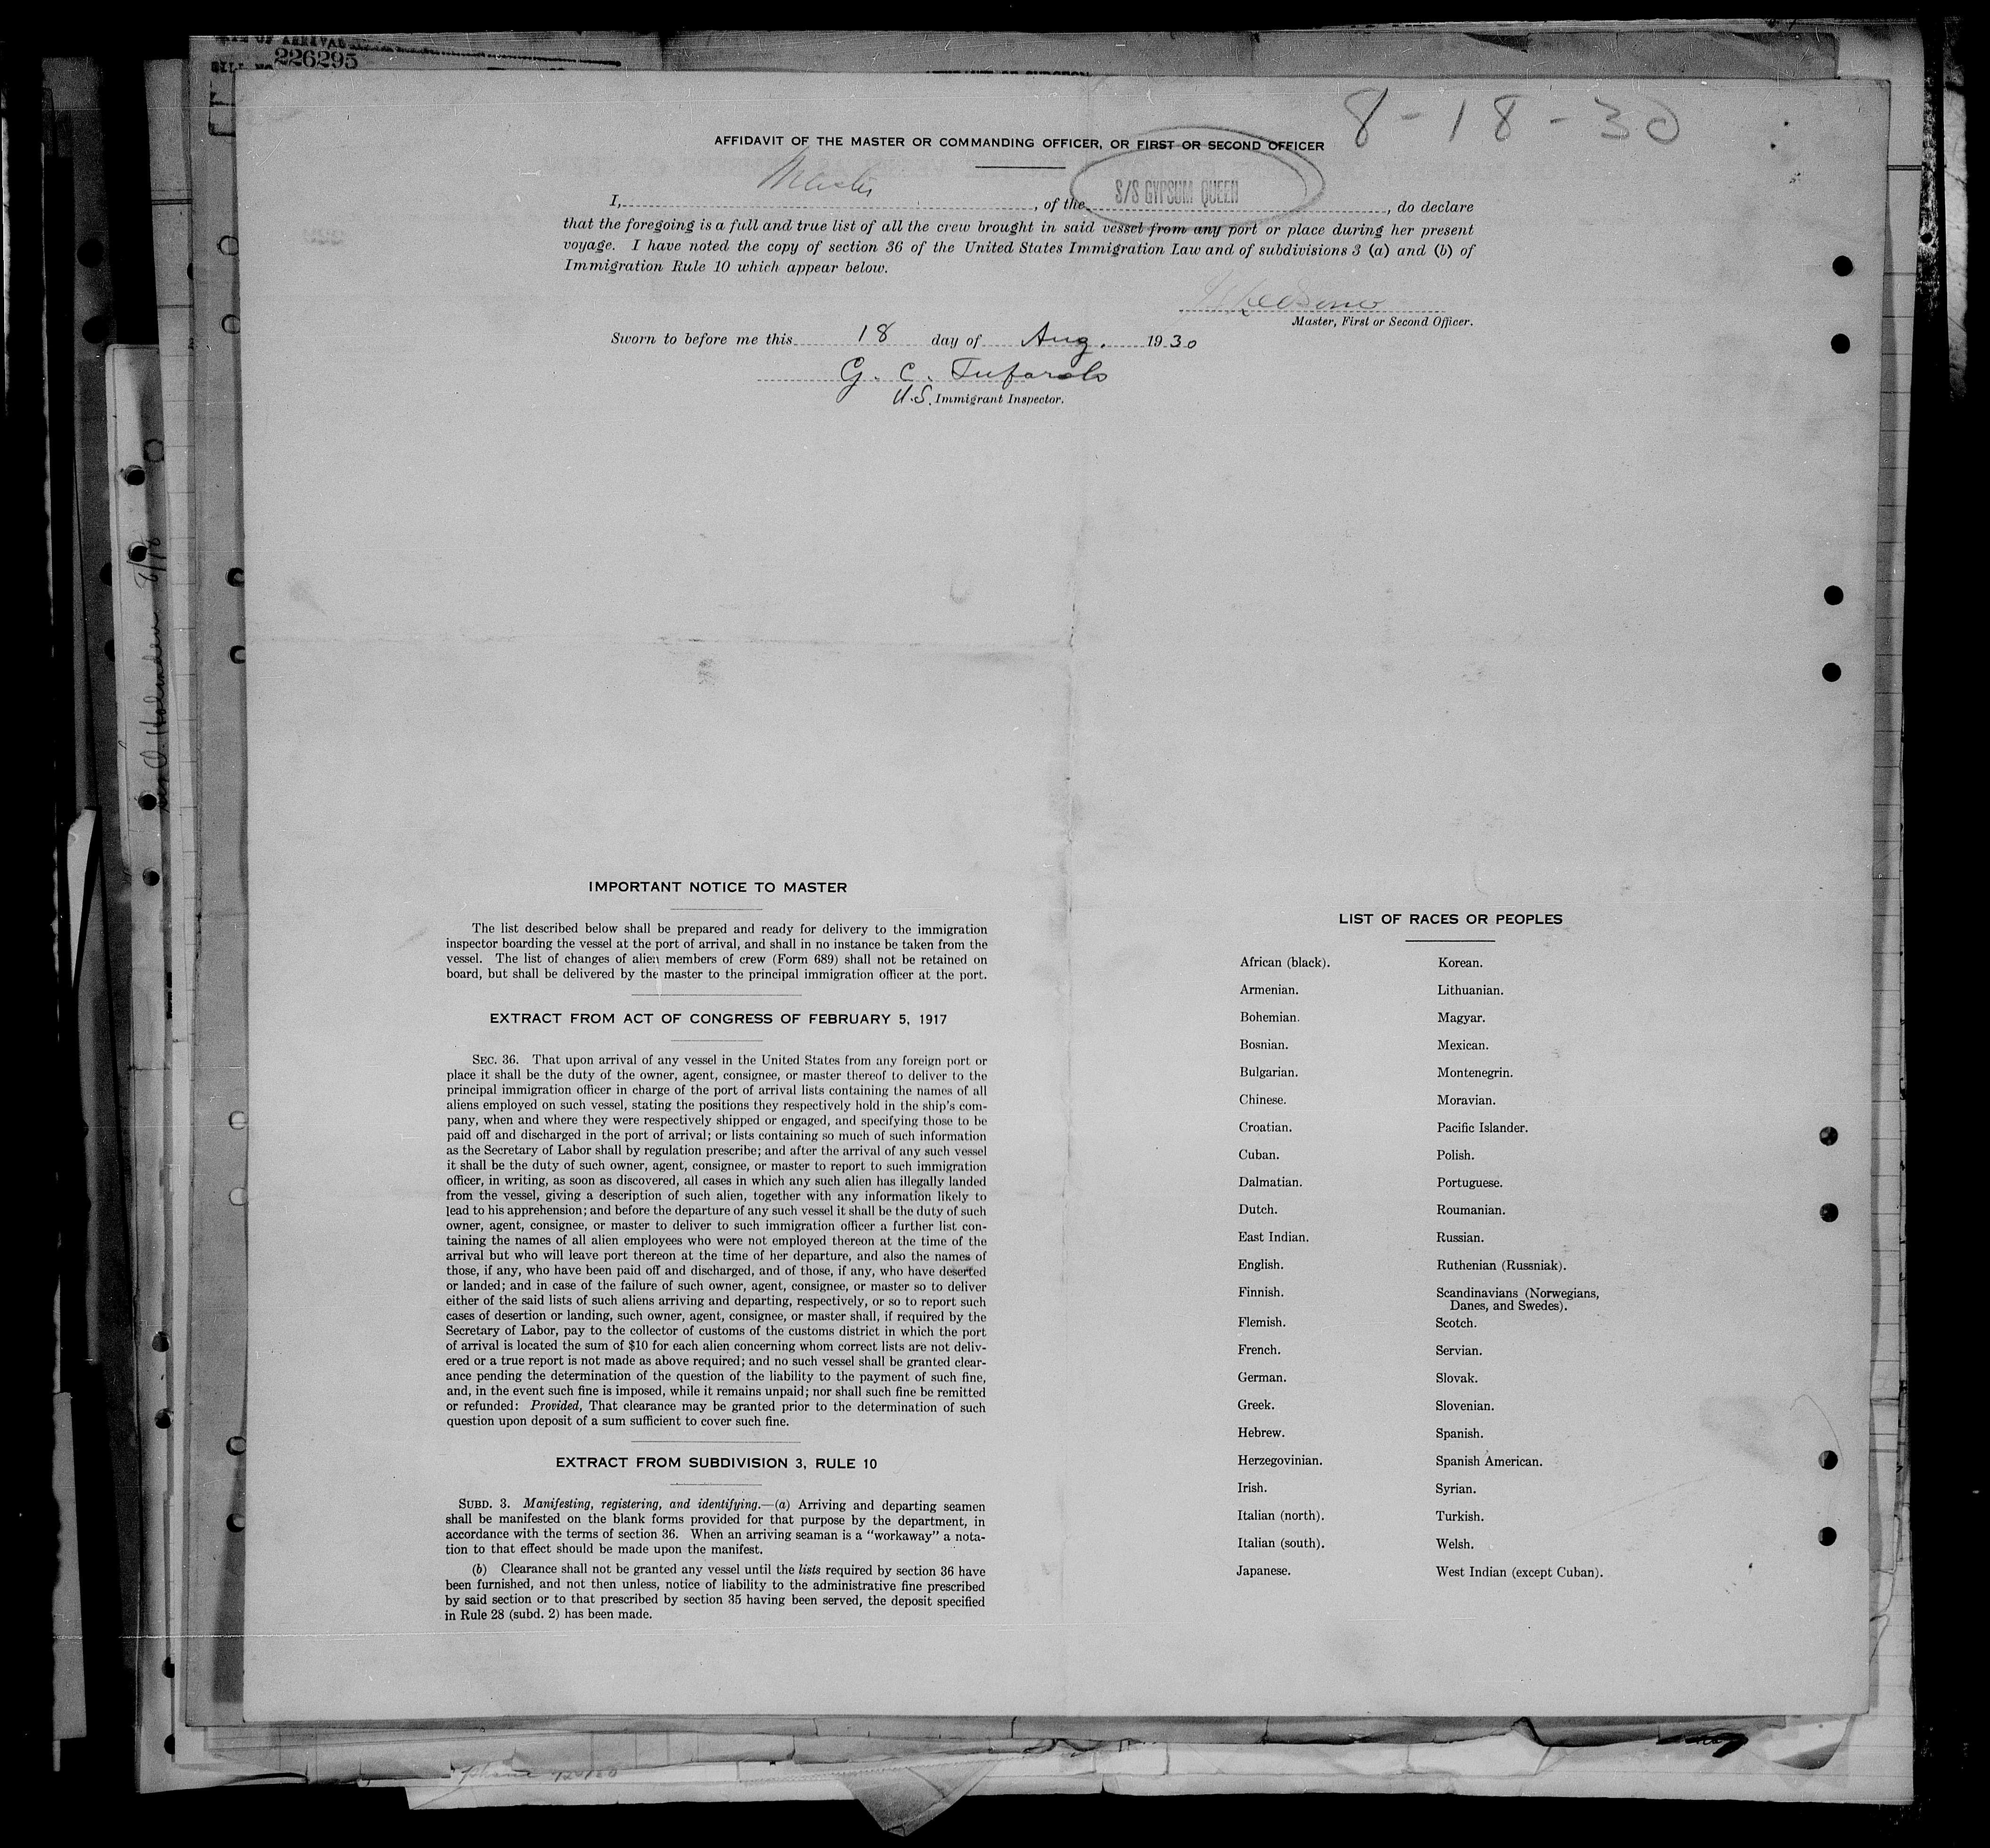 226295
8-18-30
AFFIDAVIT OF THE MASTER OR COMMANDING OFFICER, OR FIRST OR SECOND OFFICER
I, Master, of the S/S GYPSUM QUEEN, do declare
that the foregoing is a full and true list of all the crew brought in said vessel from any port or place during her present
voyage. I have noted the copy of section 36 of the United States Immigration Law and of subdivisions 3 (a) and (b) of
Immigration Rule 10 which appear below.
Master, First or Second Officer.
Sworn to before me this 18 day of Aug. 1930
G. C.
U.S. Immigrant Inspector.
IMPORTANT NOTICE TO MASTER
The list described below shall be prepared and ready for delivery to the immigration
inspector boarding the vessel at the port of arrival, and shall in no instance be taken from the
vessel. The list of changes of alien members of crew (Form 689) shall not be retained on
board, but shall be delivered by the master to the principal immigration officer at the port.
EXTRACT FROM ACT OF CONGRESS OF FEBRUARY 5, 1917
SEC. 36. That upon arrival of any vessel in the United States from any foreign port or
place it shall be the duty of the owner, agent, consignee, or master thereof to deliver to the
principal immigration officer in charge of the port of arrival lists containing the names of all
aliens employed on such vessel, stating the positions they respectively hold in the ship's com-
pany, when and where they were respectively shipped or engaged, and specifying those to be
paid off and discharged in the port of arrival; or lists containing so much of such information
as the Secretary of Labor shall by regulation prescribe; and after the arrival of any such vessel
it shall be the duty of such owner, agent, consignee, or master to report to such immigration
officer, in writing, as soon as discovered, all cases in which any such alien has illegally landed
from the vessel, giving a description of such alien, together with any information likely to
lead to his apprehension; and before the departure of any such vessel it shall be the duty of such
owner, agent, consignee, or master to deliver to such immigration officer a further list con-
taining the names of all alien employees who were not employed thereon at the time of the
arrival but who will leave port thereon at the time of her departure, and also the names of
those, if any, who have been paid off and discharged, and of those, if any, who have deserted
or landed; and in case of the failure of such owner, agent, consignee, or master so to deliver
either of the said lists of such aliens arriving and departing, respectively, or so to report such
cases of desertion or landing, such owner, agent, consignee, or master shall, if required by the
Secretary of Labor, pay to the collector of customs of the customs district in which the port
of arrival is located the sum of $10 for each alien concerning whom correct lists are not deliv-
ered or a true report is not made as above required; and no such vessel shall be granted clear-
ance pending the determination of the question of the liability to the payment of such fine,
and, in the event such fine is imposed, while it remains unpaid; nor shall such fine be remitted
or refunded: Provided, That clearance may be granted prior to the determination of such
question upon deposit of a sum sufficient to cover such fine.
EXTRACT FROM SUBDIVISION 3, RULE 10
SUBD. 3. Manifesting, registering, and identifying.—(a) Arriving and departing seamen
shall be manifested on the blank forms provided for that purpose by the department, in
accordance with the terms of section 36. When an arriving seaman is a "workaway" a nota-
tion to that effect should be made upon the manifest.
(b) Clearance shall not be granted any vessel until the lists required by section 36 have
been furnished, and not then unless, notice of liability to the administrative fine prescribed
by said section or to that prescribed by section 35 having been served, the deposit specified
in Rule 28 (subd. 2) has been made.
LIST OF RACES OR PEOPLES
African (black).
Armenian.
Bohemian.
Bosnian.
Bulgarian.
Chinese.
Croatian.
Cuban.
Dalmatian.
Dutch.
East Indian.
English.
Finnish.
Flemish.
French.
German.
Greek.
Hebrew.
Herzegovinian.
Irish.
Italian (north).
Italian (south).
Japanese.
Korean.
Lithuanian.
Magyar.
Mexican.
Montenegrin.
Moravian.
Pacific Islander.
Polish.
Portuguese.
Roumanian.
Russian.
Ruthenian (Russniak).
Scandinavians (Norwegians,
Danes, and Swedes).
Scotch.
Servian.
Slovak.
Slovenian.
Spanish.
Spanish American.
Syrian.
Turkish.
Welsh.
West Indian (except Cuban).